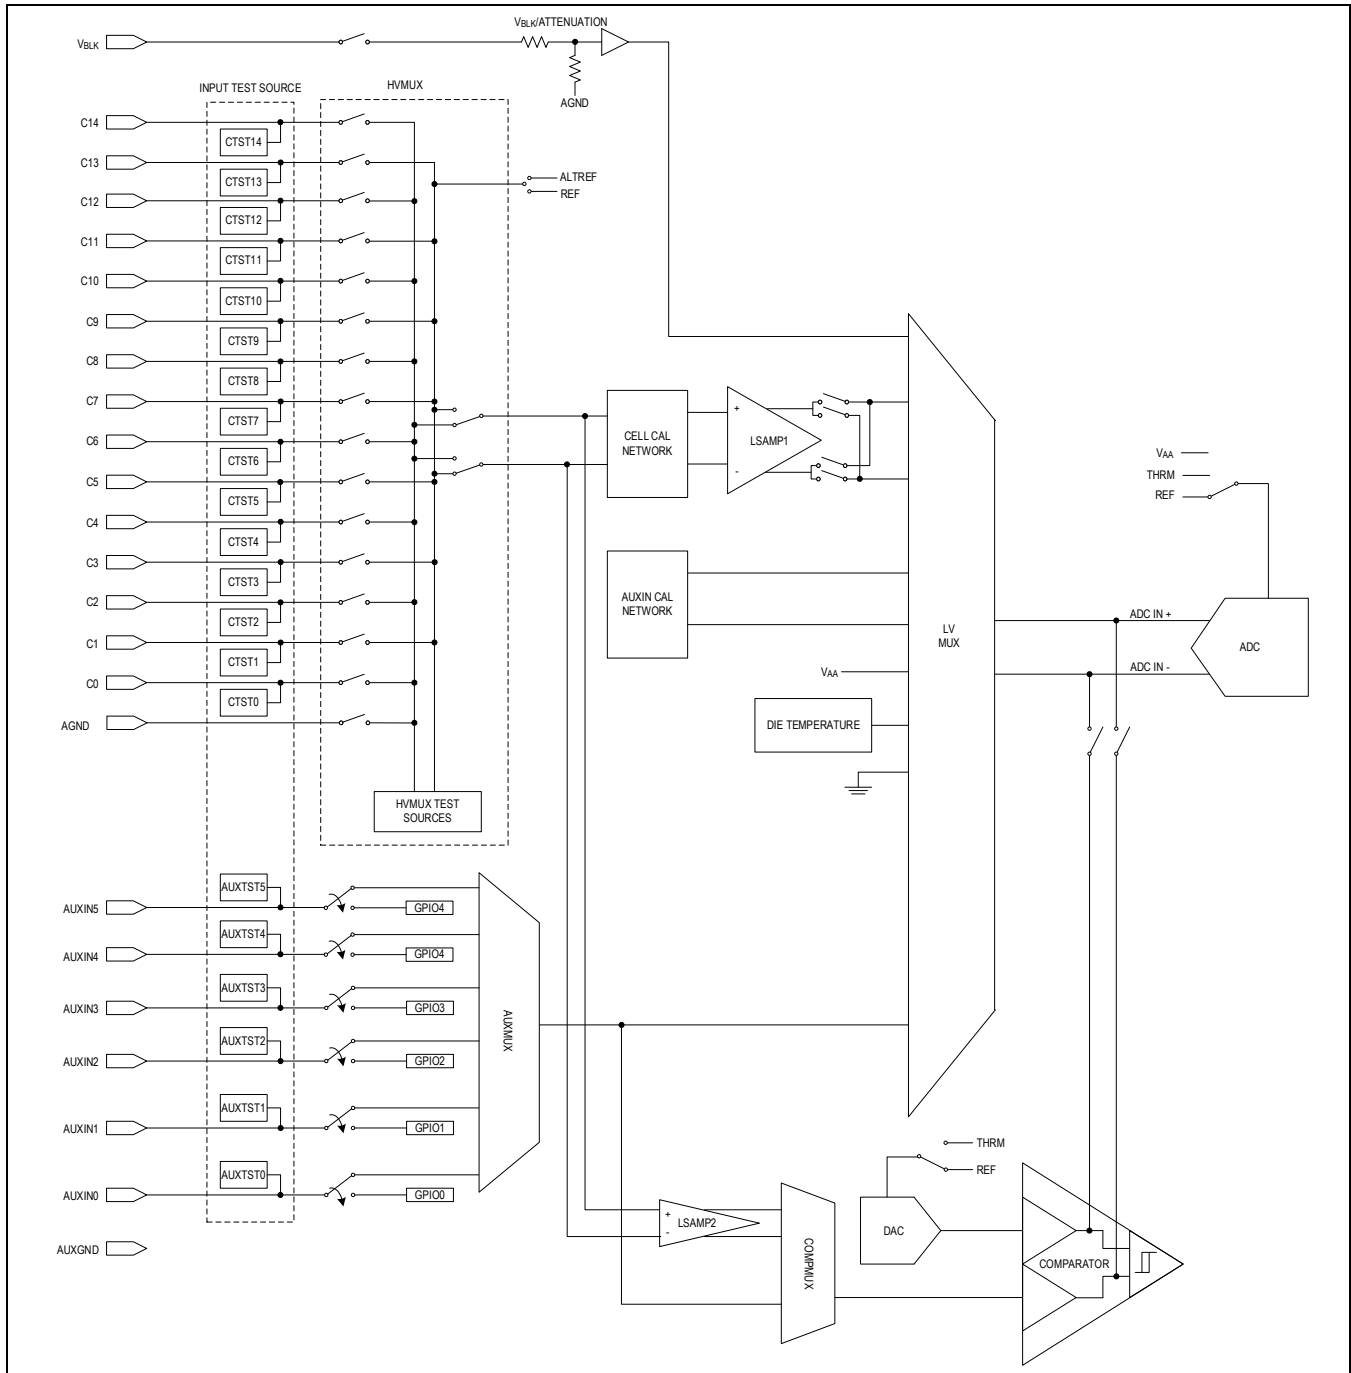 VBLK/ATTENUATION
VBLK
AGND
INPUT TEST SOURCE
HVMUX
C14
CTST14
C13
CTST13
ALTREF
REF
C12
CTST12
C11
CTST11
C10
CTST10
C9
CTST9
C8
CTST8
C7
CTST7
C6
CTST6
C5
CTST5
C4
CTST4
C3
CTST3
C2
CTST2
C1
CTST1
C0
CTST0
AGND
HVMUX TEST
SOURCES
CELL CAL
NETWORK
+
LSAMP1
-
AUXIN CAL
NETWORK
VAA
DIE TEMPERATURE
LV
MUX
VAA
THRM
REF
ADC IN +
ADC IN -
ADC
AUXTST5
AUXIN5
GPIO4
AUXTST4
AUXIN4
GPIO4
AUXTST3
AUXIN3
GPIO3
AUXTST2
AUXIN2
GPIO2
AUXTST1
AUXIN1
GPIO1
AUXTST0
AUXIN0
GPIO0
AUXGND
AUXMUX
+
LSAMP2
-
COMPMUX
THRM
REF
DAC
COMPARATOR